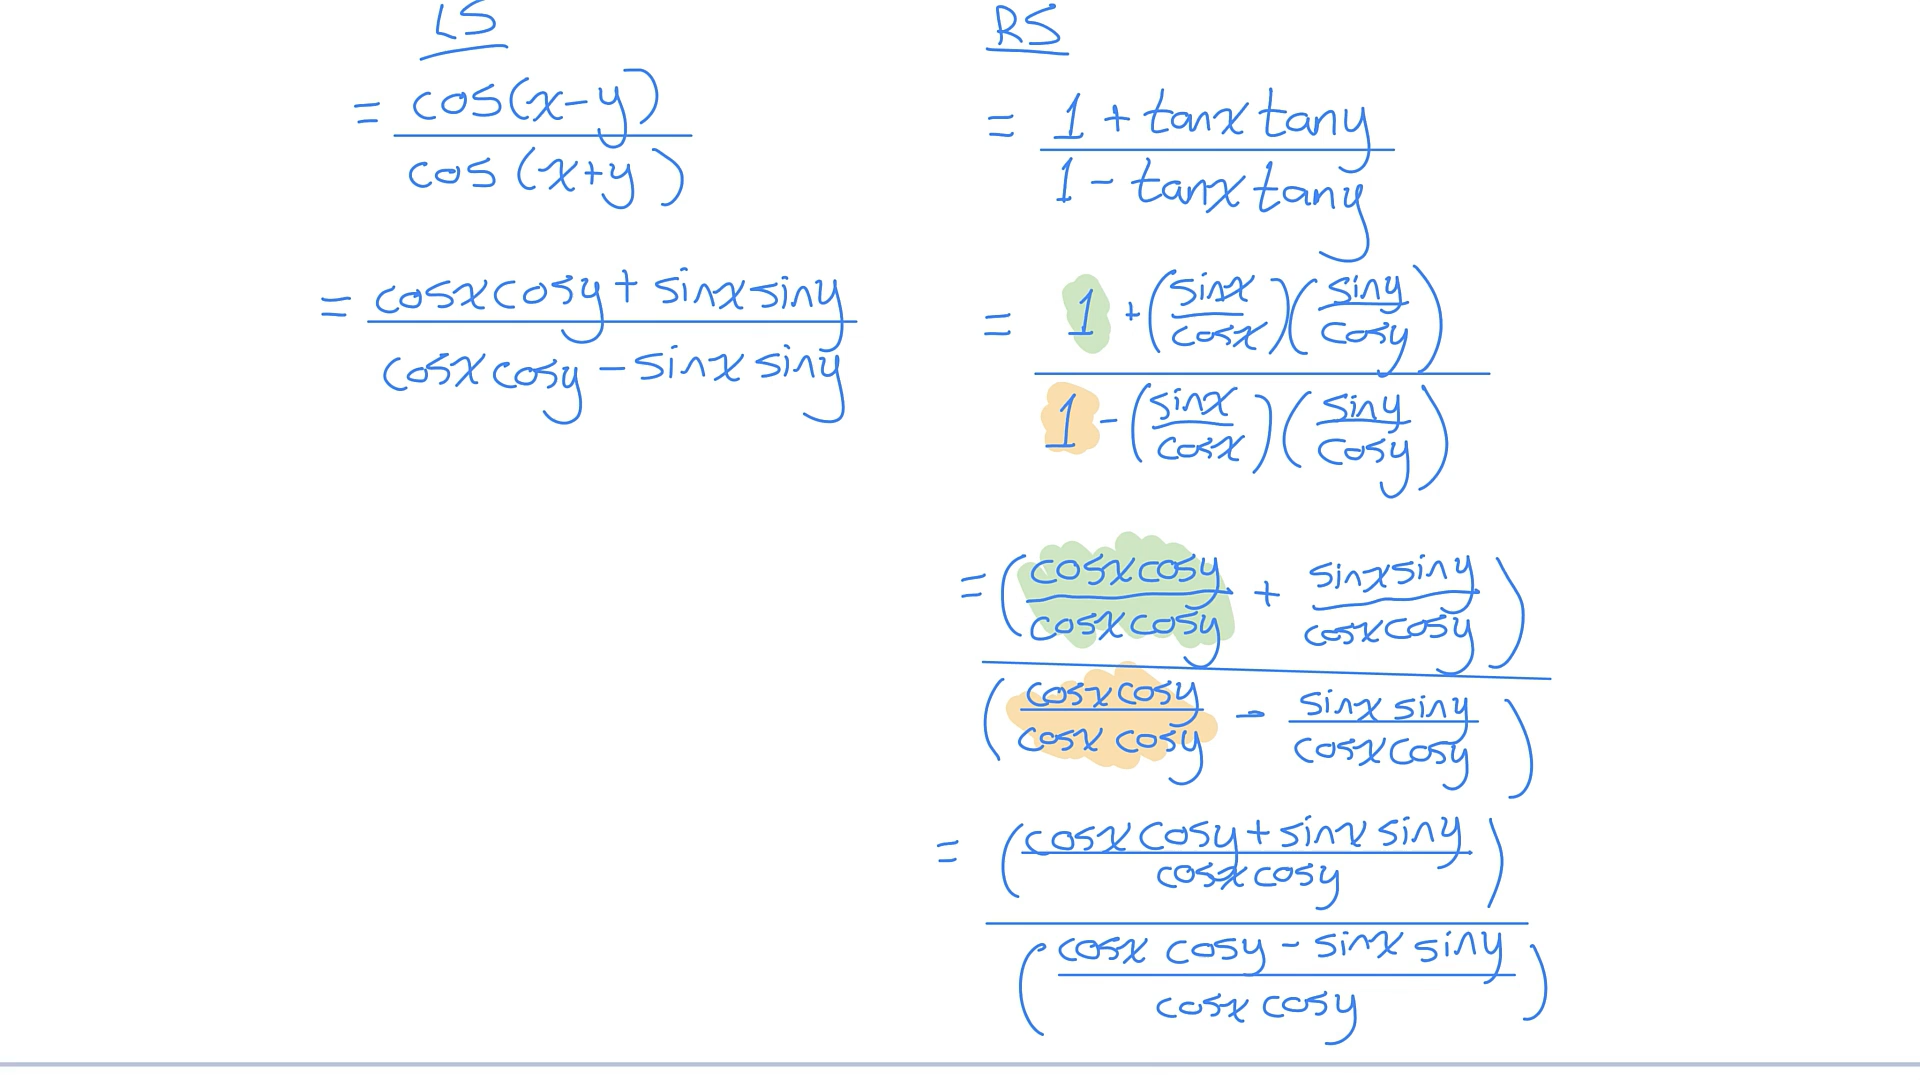 LS
= cos(x-y)
cos (x+y)
= cosx cosy + sinx siny
cosx cosy - sinx siny
RS
= 1 + tanx tany
1 - tanx tany
= 1 + (sinx/cosx)(siny/cosy)
1 - (sinx/cosx)(siny/cosy)
= (cosx cosy/cosx cosy + sinx siny/cosx cosy)
(cosx cosy/cosx cosy - sinx siny/cosx cosy)
= (cosx cosy + sinx siny/cosx cosy)
(cosx cosy - sinx siny/cosx cosy)